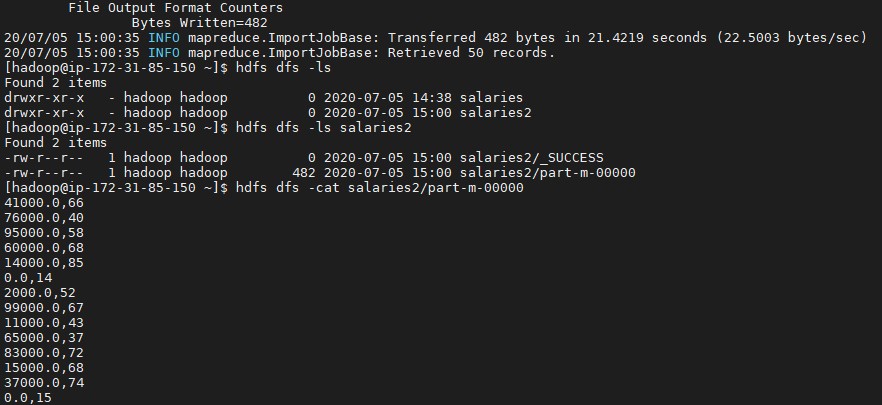 File Output Format Counters
Bytes Written=482
20/07/05 15:00:35 INFO mapreduce.ImportJobBase: Transferred 482 bytes in 21.4219 seconds (22.5003 bytes/sec)
20/07/05 15:00:35 INFO mapreduce.ImportJobBase: Retrieved 50 records.
[hadoop@ip-172-31-85-150 ~]$ hdfs dfs -ls
Found 2 items
drwxr-xr-x   - hadoop hadoop          0 2020-07-05 14:38 salaries
drwxr-xr-x   - hadoop hadoop          0 2020-07-05 15:00 salaries2
[hadoop@ip-172-31-85-150 ~]$ hdfs dfs -ls salaries2
Found 2 items
-rw-r--r--   1 hadoop hadoop          0 2020-07-05 15:00 salaries2/_SUCCESS
-rw-r--r--   1 hadoop hadoop        482 2020-07-05 15:00 salaries2/part-m-00000
[hadoop@ip-172-31-85-150 ~]$ hdfs dfs -cat salaries2/part-m-00000
41000.0,66
76000.0,40
95000.0,58
60000.0,68
14000.0,85
0.0,14
2000.0,52
99000.0,67
11000.0,43
65000.0,37
83000.0,72
15000.0,68
37000.0,74
0.0,15